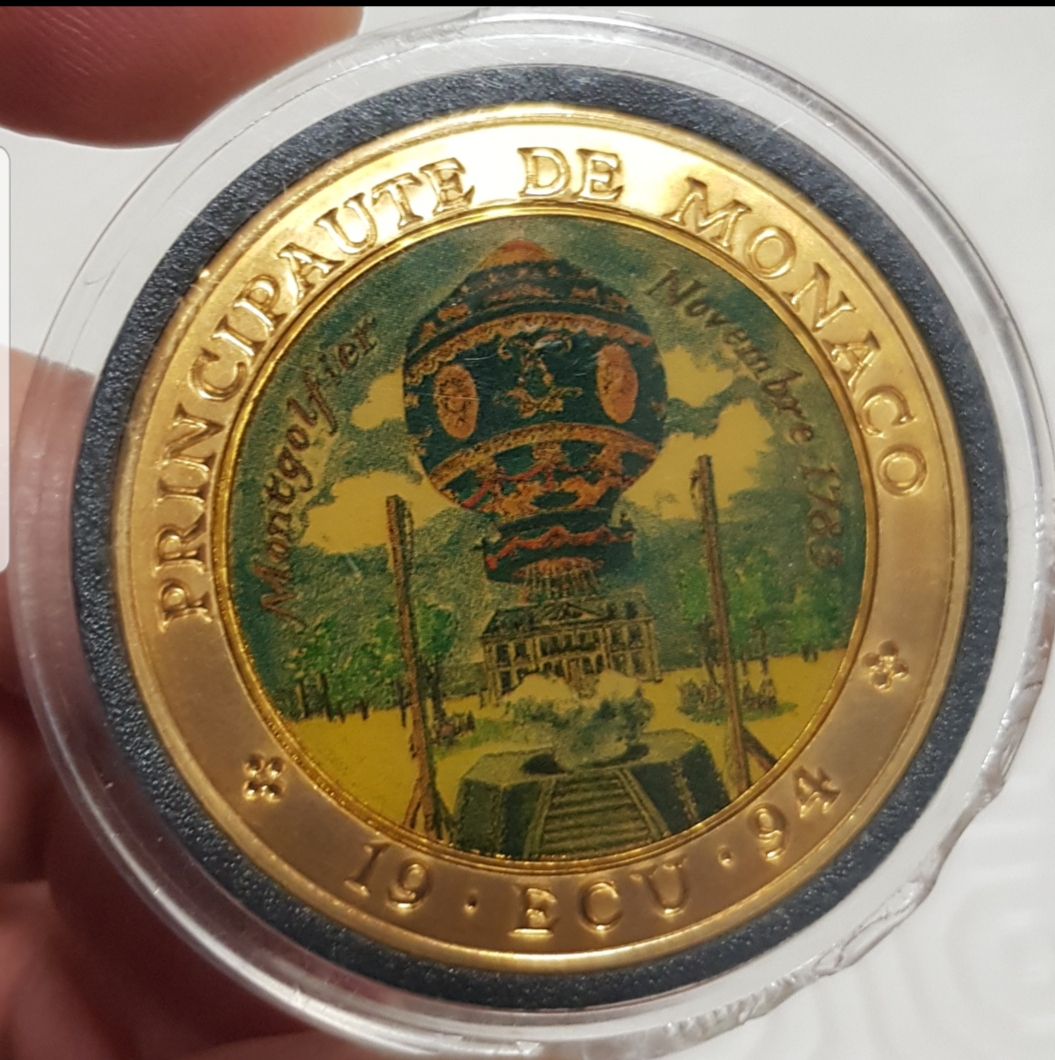 PRINCIPAUTE DE MONACO
Montgolfier
Novembre 1783
19 · ECU · 94